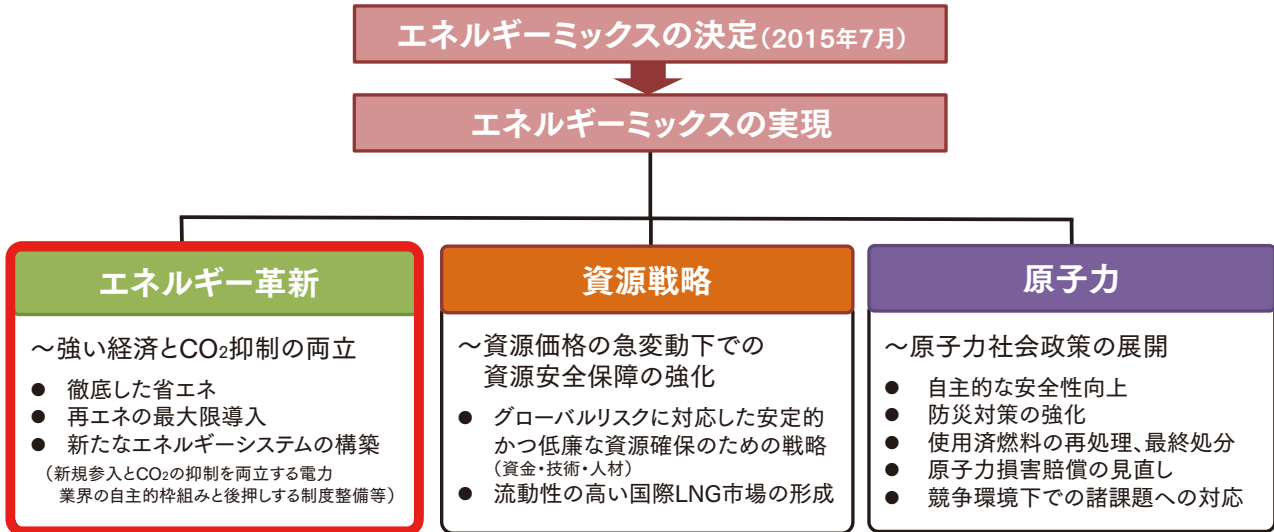 エネルギーミックスの決定(2015年7月)
エネルギーミックスの実現
エネルギー革新
～強い経済とCO₂抑制の両立
● 徹底した省エネ
● 再エネの最大限導入
● 新たなエネルギーシステムの構築
(新規参入とCO₂の抑制を両立する電力
業界の自主的枠組みと後押しする制度整備等)
資源戦略
～資源価格の急変動下での
資源安全保障の強化
● グローバルリスクに対応した安定的
かつ低廉な資源確保のための戦略
(資金・技術・人材)
● 流動性の高い国際LNG市場の形成
原子力
～原子力社会政策の展開
● 自主的な安全性向上
● 防災対策の強化
● 使用済燃料の再処理、最終処分
● 原子力損害賠償の見直し
● 競争環境下での諸課題への対応